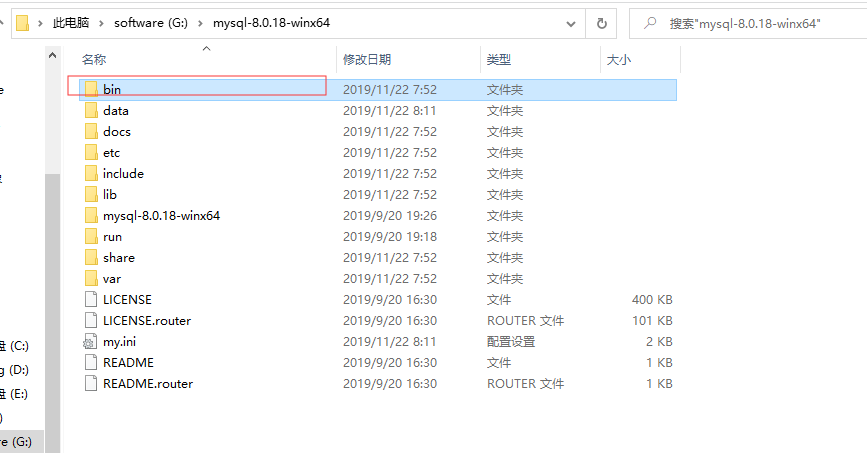 此电脑 > software (G:) > mysql-8.0.18-winx64 搜索"mysql-8.0.18-winx64"
名称 修改日期 类型 大小
bin 2019/11/22 7:52 文件夹
data 2019/11/22 8:11 文件夹
docs 2019/11/22 7:52 文件夹
etc 2019/11/22 7:52 文件夹
include 2019/11/22 7:52 文件夹
lib 2019/11/22 7:52 文件夹
mysql-8.0.18-winx64 2019/9/20 19:26 文件夹
run 2019/9/20 19:18 文件夹
share 2019/11/22 7:52 文件夹
var 2019/11/22 7:52 文件夹
LICENSE 2019/9/20 16:30 文件 400 KB
LICENSE.router 2019/9/20 16:30 ROUTER 文件 101 KB
my.ini 2019/11/22 8:11 配置设置 2 KB
README 2019/9/20 16:30 文件 1 KB
README.router 2019/9/20 16:30 ROUTER 文件 1 KB
盘 (C:)
g (D:)
盘 (E:)
)
re (G:)